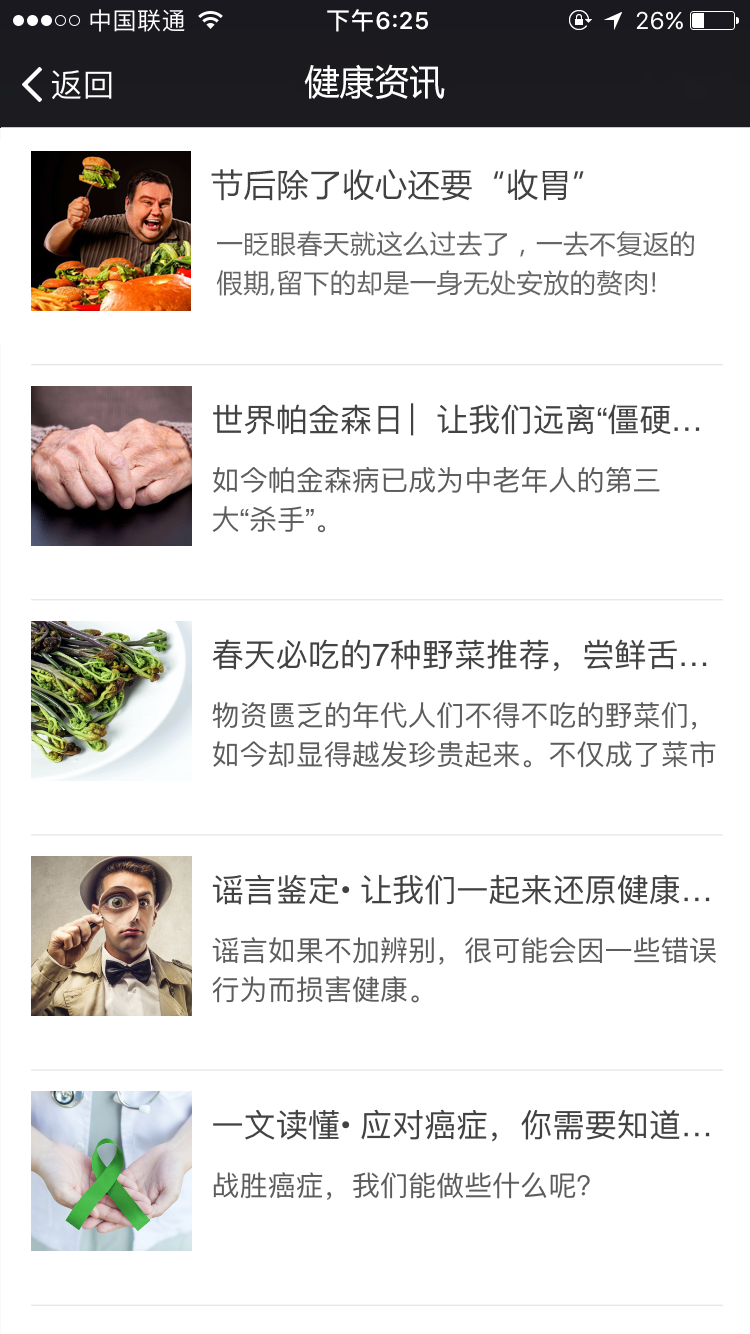 中国联通 下午6:25 26%
返回 健康资讯
节后除了收心还要“收胃”
一眨眼春天就这么过去了，一去不复返的
假期,留下的却是一身无处安放的赘肉!
世界帕金森日| 让我们远离“僵硬...
如今帕金森病已成为中老年人的第三
大“杀手”。
春天必吃的7种野菜推荐，尝鲜舌...
物资匮乏的年代人们不得不吃的野菜们，
如今却显得越发珍贵起来。不仅成了菜市
谣言鉴定• 让我们一起来还原健康...
谣言如果不加辨别，很可能会因一些错误
行为而损害健康。
一文读懂• 应对癌症，你需要知道...
战胜癌症，我们能做些什么呢?